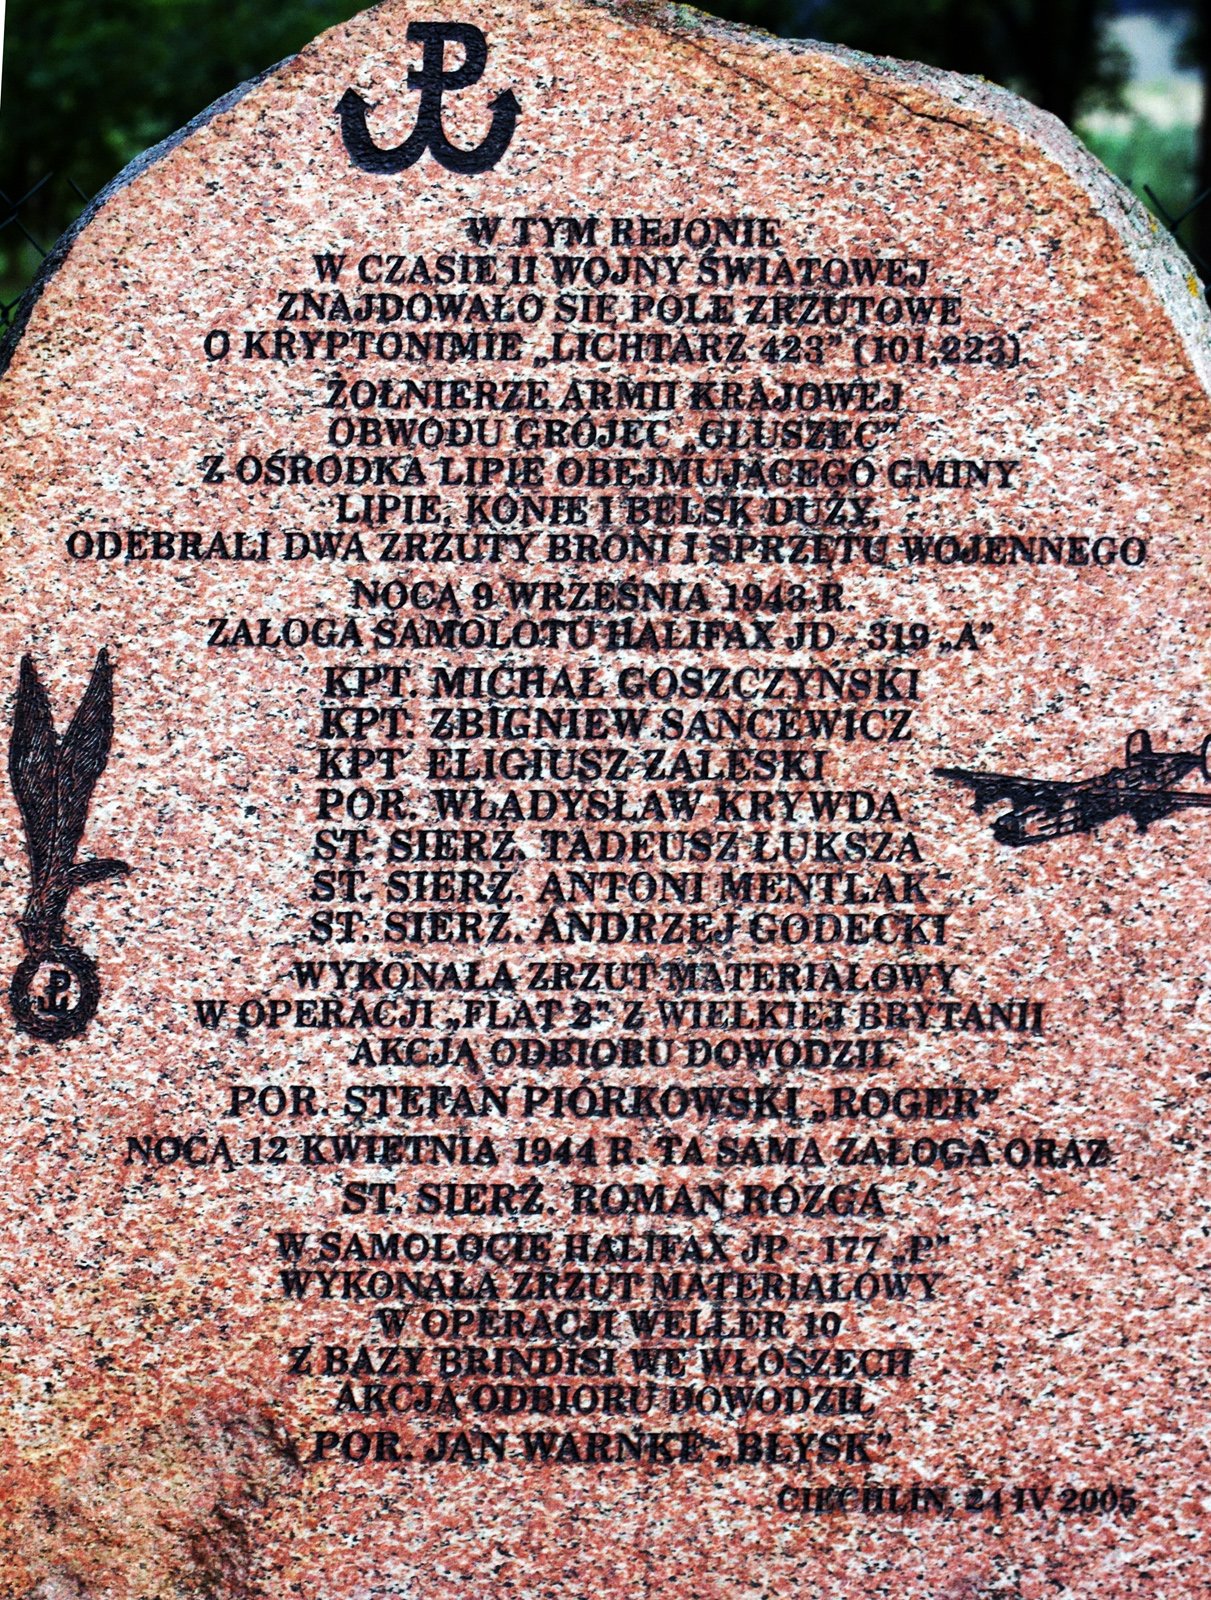 W TYM REJONIE
W CZASIE II WOJNY ŚWIATOWEJ
ZNAJDOWAŁO SIĘ POLE ZRZUTOWE
O KRYPTONIMIE „LICHTARZ 423” (101,223)
ŻOŁNIERZE ARMII KRAJOWEJ
OBWODU GRÓJEC „GŁUSZEC”
Z OŚRODKA LIPIE OBEJMUJĄCEGO GMINY
LIPIE, KONIE I BELSK DUŻY,
ODEBRALI DWA ZRZUTY BRONI I SPRZĘTU WOJENNEGO
NOCĄ 9 WRZEŚNIA 1943 R.
ZAŁOGA SAMOLOTU HALIFAX JD - 319 „A”
KPT. MICHAŁ GOSZCZYŃSKI
KPT. ZBIGNIEW SANCEWICZ
KPT ELIGIUSZ ZALESKI
POR. WŁADYSŁAW KRYWDA
ST. SIERŻ. TADEUSZ ŁUKSZA
ST. SIERŻ. ANTONI MENTLAK
ST. SIERŻ. ANDRZEJ GODECKI
WYKONAŁA ZRZUT MATERIAŁOWY
W OPERACJI „FLAT 2” Z WIELKIEJ BRYTANII
AKCJĄ ODBIORU DOWODZIŁ
POR. STEFAN PIÓRKOWSKI „ROGER”
NOCĄ 12 KWIETNIA 1944 R. TA SAMA ZAŁOGA ORAZ
ST. SIERŻ. ROMAN RÓZGA
W SAMOLOCIE HALIFAX JP - 177 „P”
WYKONAŁA ZRZUT MATERIAŁOWY
W OPERACJI WELLER 10
Z BAZY BRINDISI WE WŁOSZECH
AKCJĄ ODBIORU DOWODZIŁ
POR. JAN WARNKE „BŁYSK”
CIECHLIN, 24 IV 2005